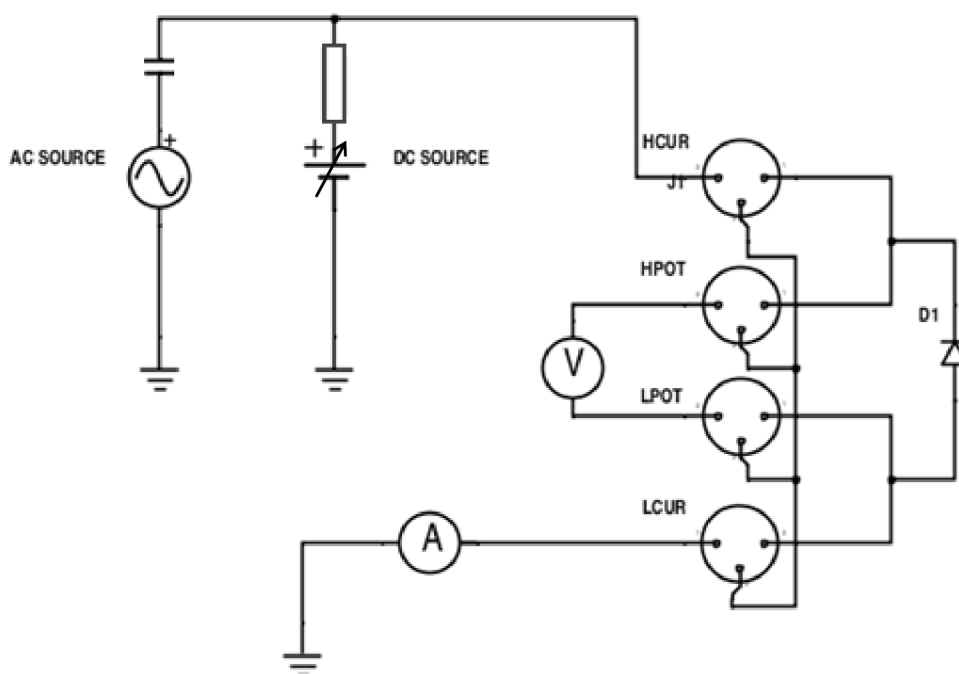 HCUR
AC SOURCE
+
+
DC SOURCE
J1
HPOT
D1
V
LPOT
LCUR
A